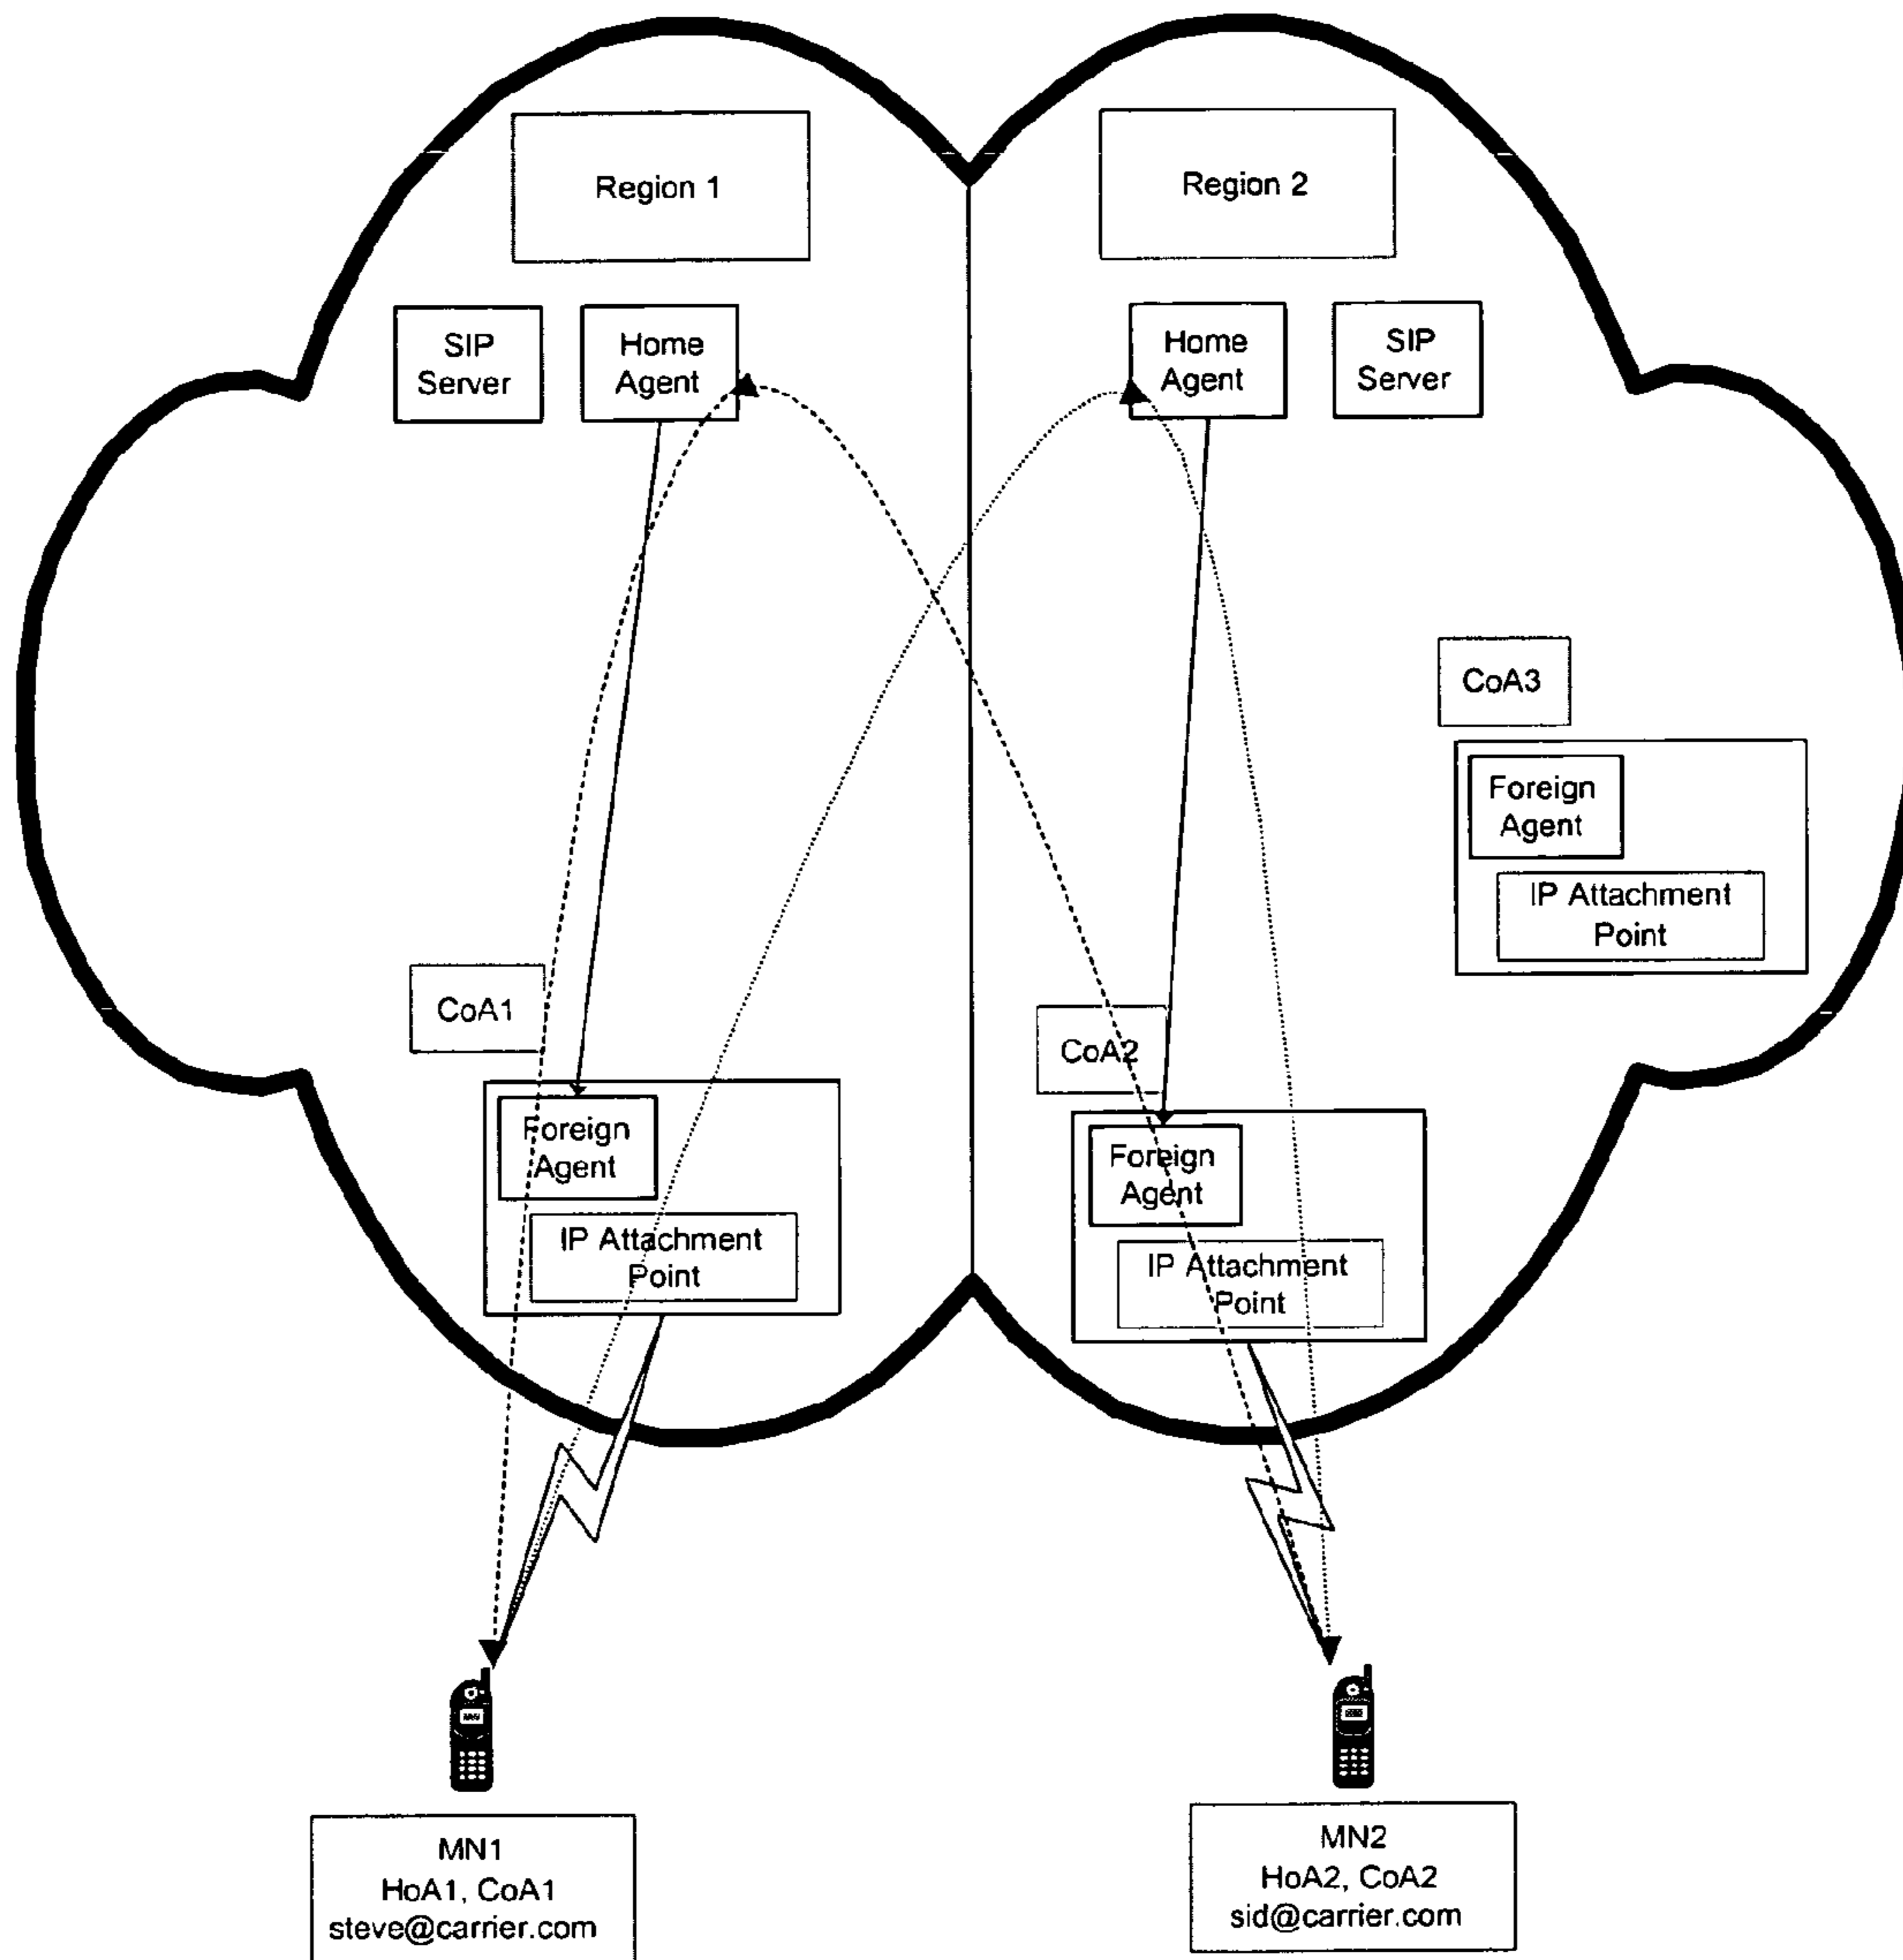 Region 1
Region 2
SIP
Server
Home
Agent
Home
Agent
SIP
Server
CoA3
Foreign
Agent
IP Attachment
Point
CoA1
CoA2
Foreign
Agent
IP Attachment
Point
Foreign
Agent
IP Attachment
Point
MN1
HoA1, CoA1
steve@carrier.com
MN2
HoA2, CoA2
sid@carrier.com